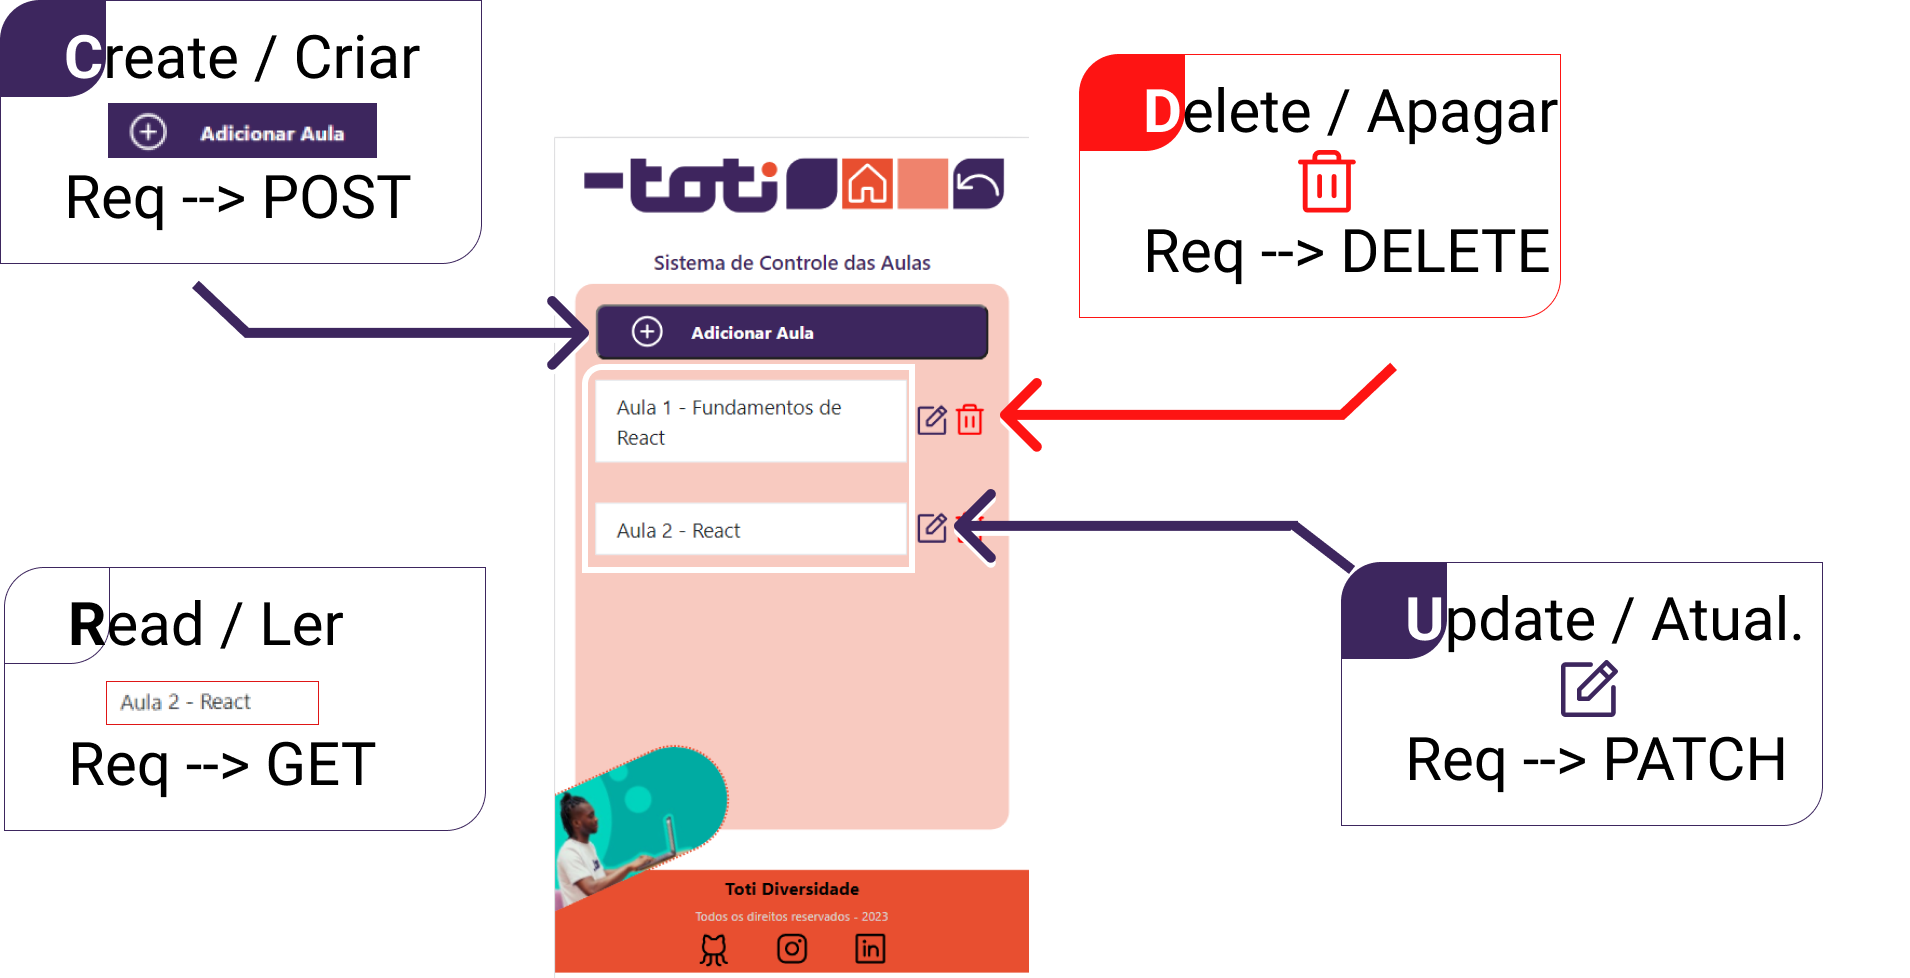 Create / Criar
Adicionar Aula
Req --> POST
Delete / Apagar
Req --> DELETE
toti
Sistema de Controle das Aulas
Adicionar Aula
Aula 1 - Fundamentos de
React
Aula 2 - React
Read / Ler
Aula 2 - React
Req --> GET
Update / Atual.
Req --> PATCH
Toti Diversidade
Todos os direitos reservados - 2023
in